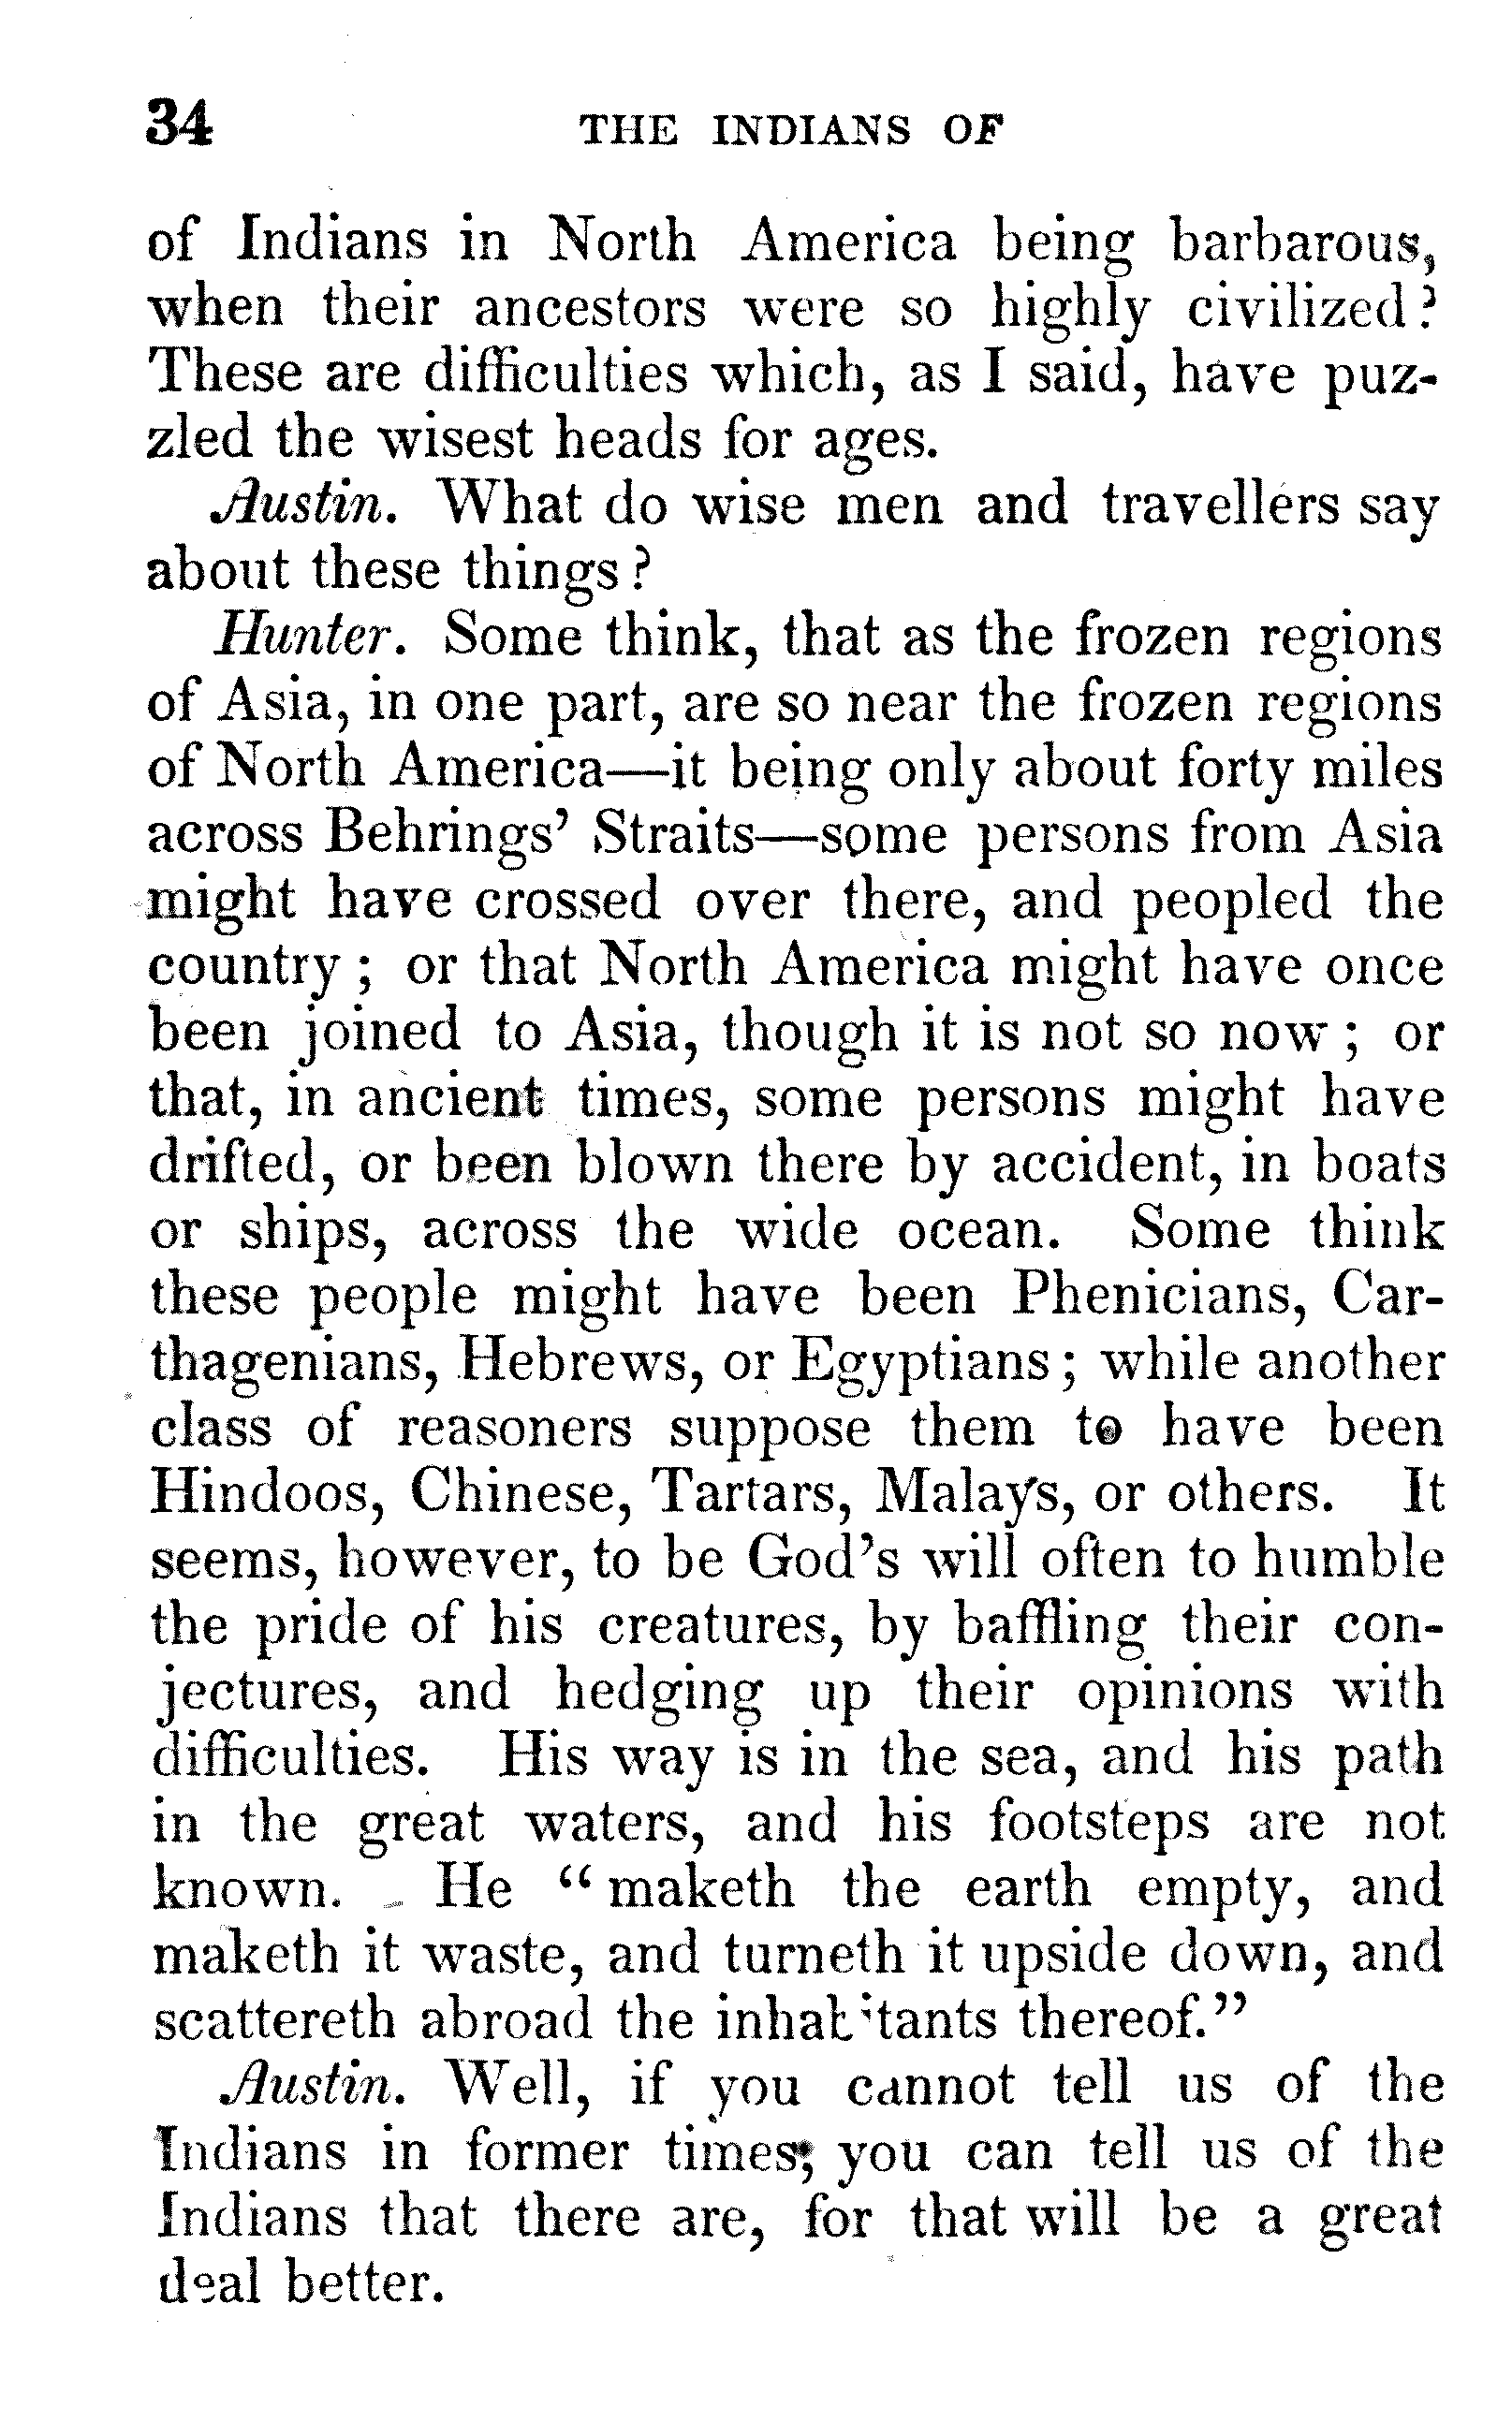 34 THE INDIANS OF
of Indians in North America being barbarous,
when their ancestors were so highly civilized?
These are difficulties which, as I said, have puz-
zled the wisest heads for ages.
Austin. What do wise men and travellers say
about these things?
Hunter. Some think, that as the frozen regions
of Asia, in one part, are so near the frozen regions
of North America—it being only about forty miles
across Behrings' Straits—some persons from Asia
might have crossed over there, and peopled the
country; or that North America might have once
been joined to Asia, though it is not so now; or
that, in ancient times, some persons might have
drifted, or been blown there by accident, in boats
or ships, across the wide ocean. Some think
these people might have been Phenicians, Car-
thagenians, Hebrews, or Egyptians; while another
class of reasoners suppose them to have been
Hindoos, Chinese, Tartars, Malays, or others. It
seems, however, to be God's will often to humble
the pride of his creatures, by baffling their con-
jectures, and hedging up their opinions with
difficulties. His way is in the sea, and his path
in the great waters, and his footsteps are not
known. He "maketh the earth empty, and
maketh it waste, and turneth it upside down, and
scattereth abroad the inhabitants thereof."
Austin. Well, if you cannot tell us of the
Indians in former times, you can tell us of the
Indians that there are, for that will be a great
deal better.